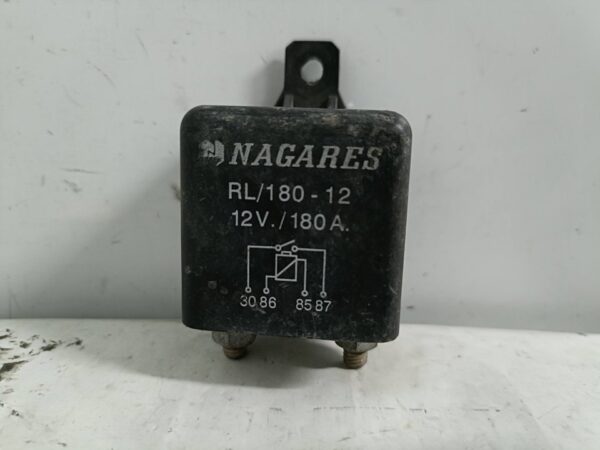 NAGARES
RL/180 - 12
12V./180A.
30 86 85 87